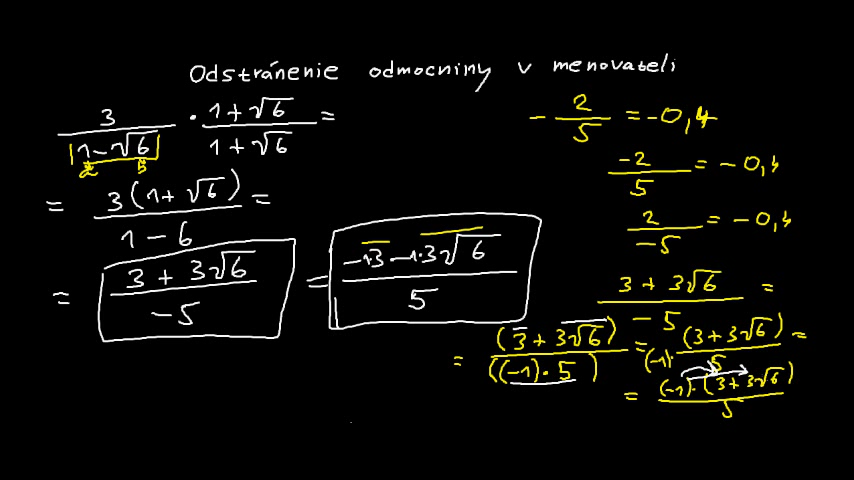 Odstránenie odmocniny v menovateli
3/(1-√6) · (1+√6)/(1+√6) =
= 3(1+√6)/(1-6) =
= (3+3√6)/(-5) = (-1·3-1·3√6)/5
-2/5 = -0,4
(-2)/5 = -0,4
2/(-5) = -0,4
(3+3√6)/(-5) =
= (3+3√6)/((-1)·5) = (-1)·(3+3√6)/5 =
= (-1)·(3+3√6)/5